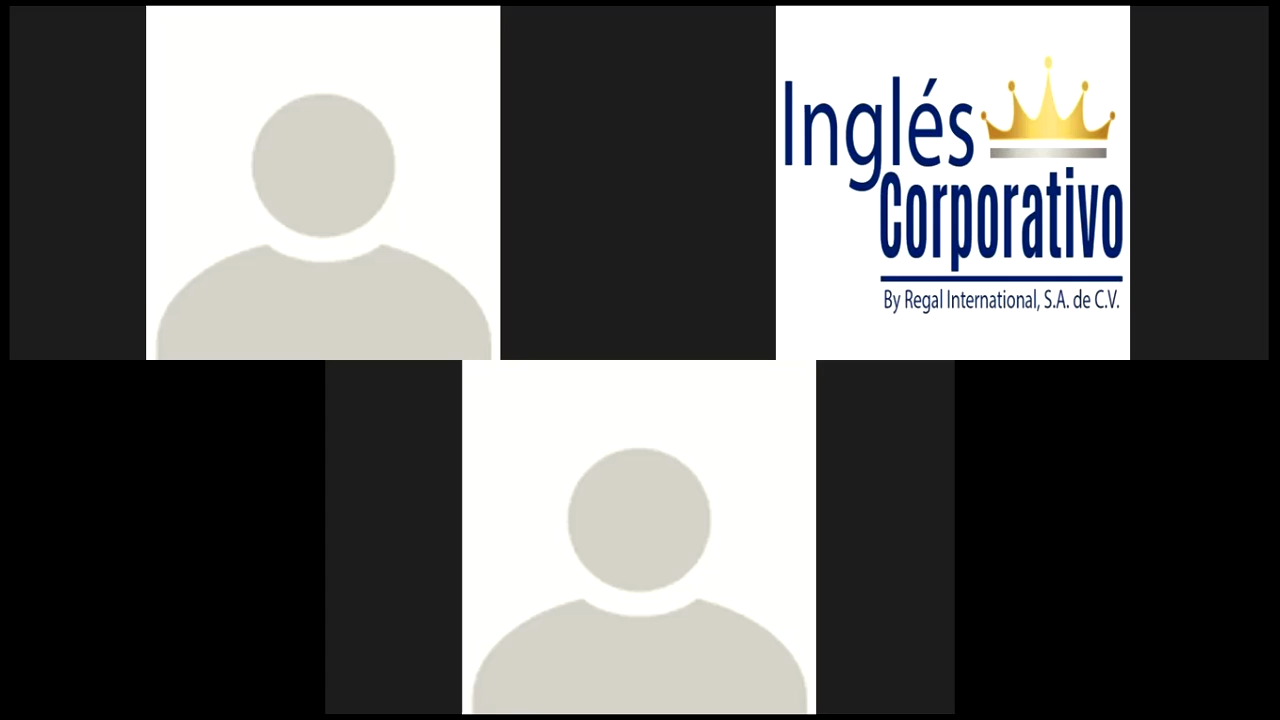 Inglés
Corporativo
By Regal International, S.A. de C.V.